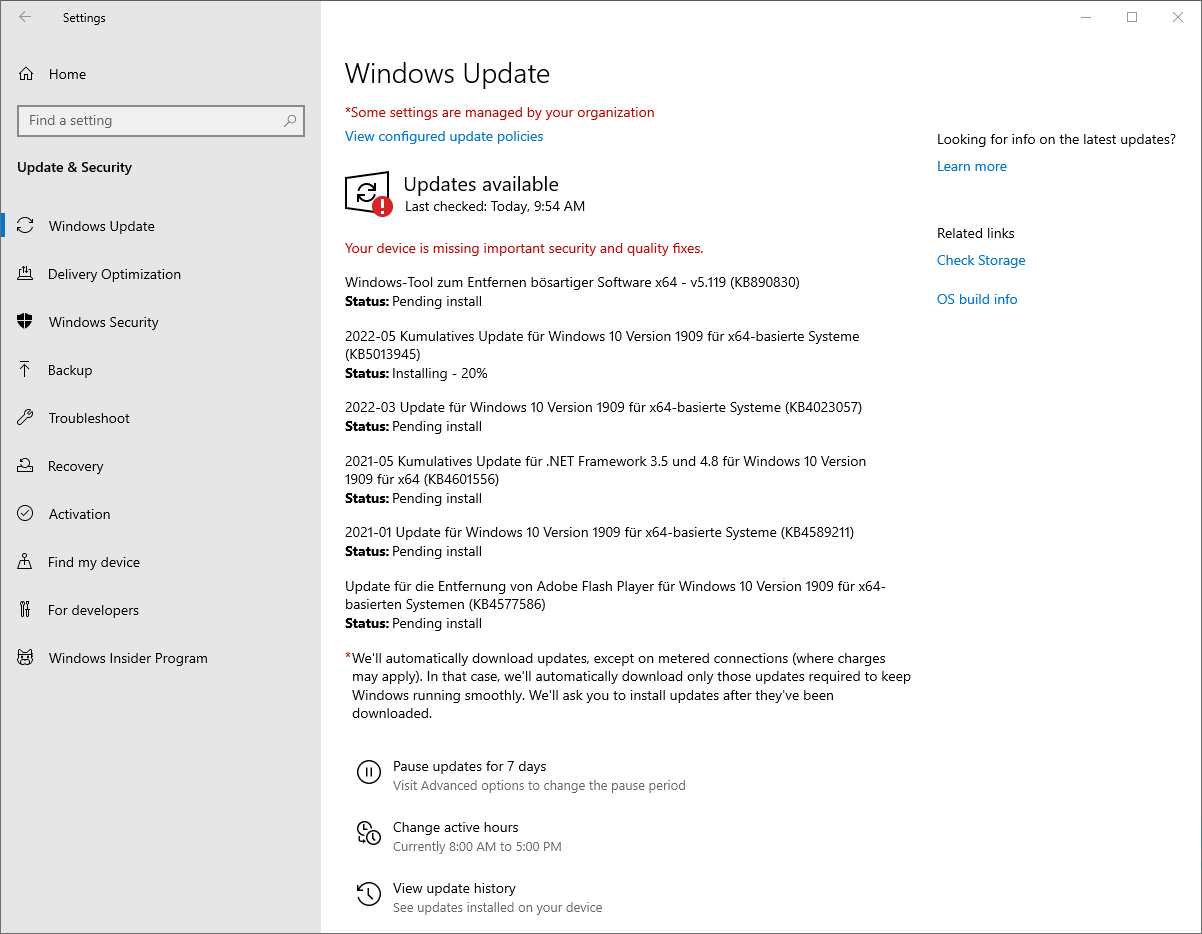 Settings
Home
Find a setting
Update & Security
Windows Update
Delivery Optimization
Windows Security
Backup
Troubleshoot
Recovery
Activation
Find my device
For developers
Windows Insider Program
Windows Update
*Some settings are managed by your organization
View configured update policies
Updates available
Last checked: Today, 9:54 AM
Your device is missing important security and quality fixes.
Windows-Tool zum Entfernen bösartiger Software x64 - v5.119 (KB890830)
Status: Pending install
2022-05 Kumulatives Update für Windows 10 Version 1909 für x64-basierte Systeme
(KB5013945)
Status: Installing - 20%
2022-03 Update für Windows 10 Version 1909 für x64-basierte Systeme (KB4023057)
Status: Pending install
2021-05 Kumulatives Update für .NET Framework 3.5 und 4.8 für Windows 10 Version
1909 für x64 (KB4601556)
Status: Pending install
2021-01 Update für Windows 10 Version 1909 für x64-basierte Systeme (KB4589211)
Status: Pending install
Update für die Entfernung von Adobe Flash Player für Windows 10 Version 1909 für x64-
basierten Systemen (KB4577586)
Status: Pending install
*We'll automatically download updates, except on metered connections (where charges
may apply). In that case, we'll automatically download only those updates required to keep
Windows running smoothly. We'll ask you to install updates after they've been
downloaded.
Pause updates for 7 days
Visit Advanced options to change the pause period
Change active hours
Currently 8:00 AM to 5:00 PM
View update history
See updates installed on your device
Looking for info on the latest updates?
Learn more
Related links
Check Storage
OS build info